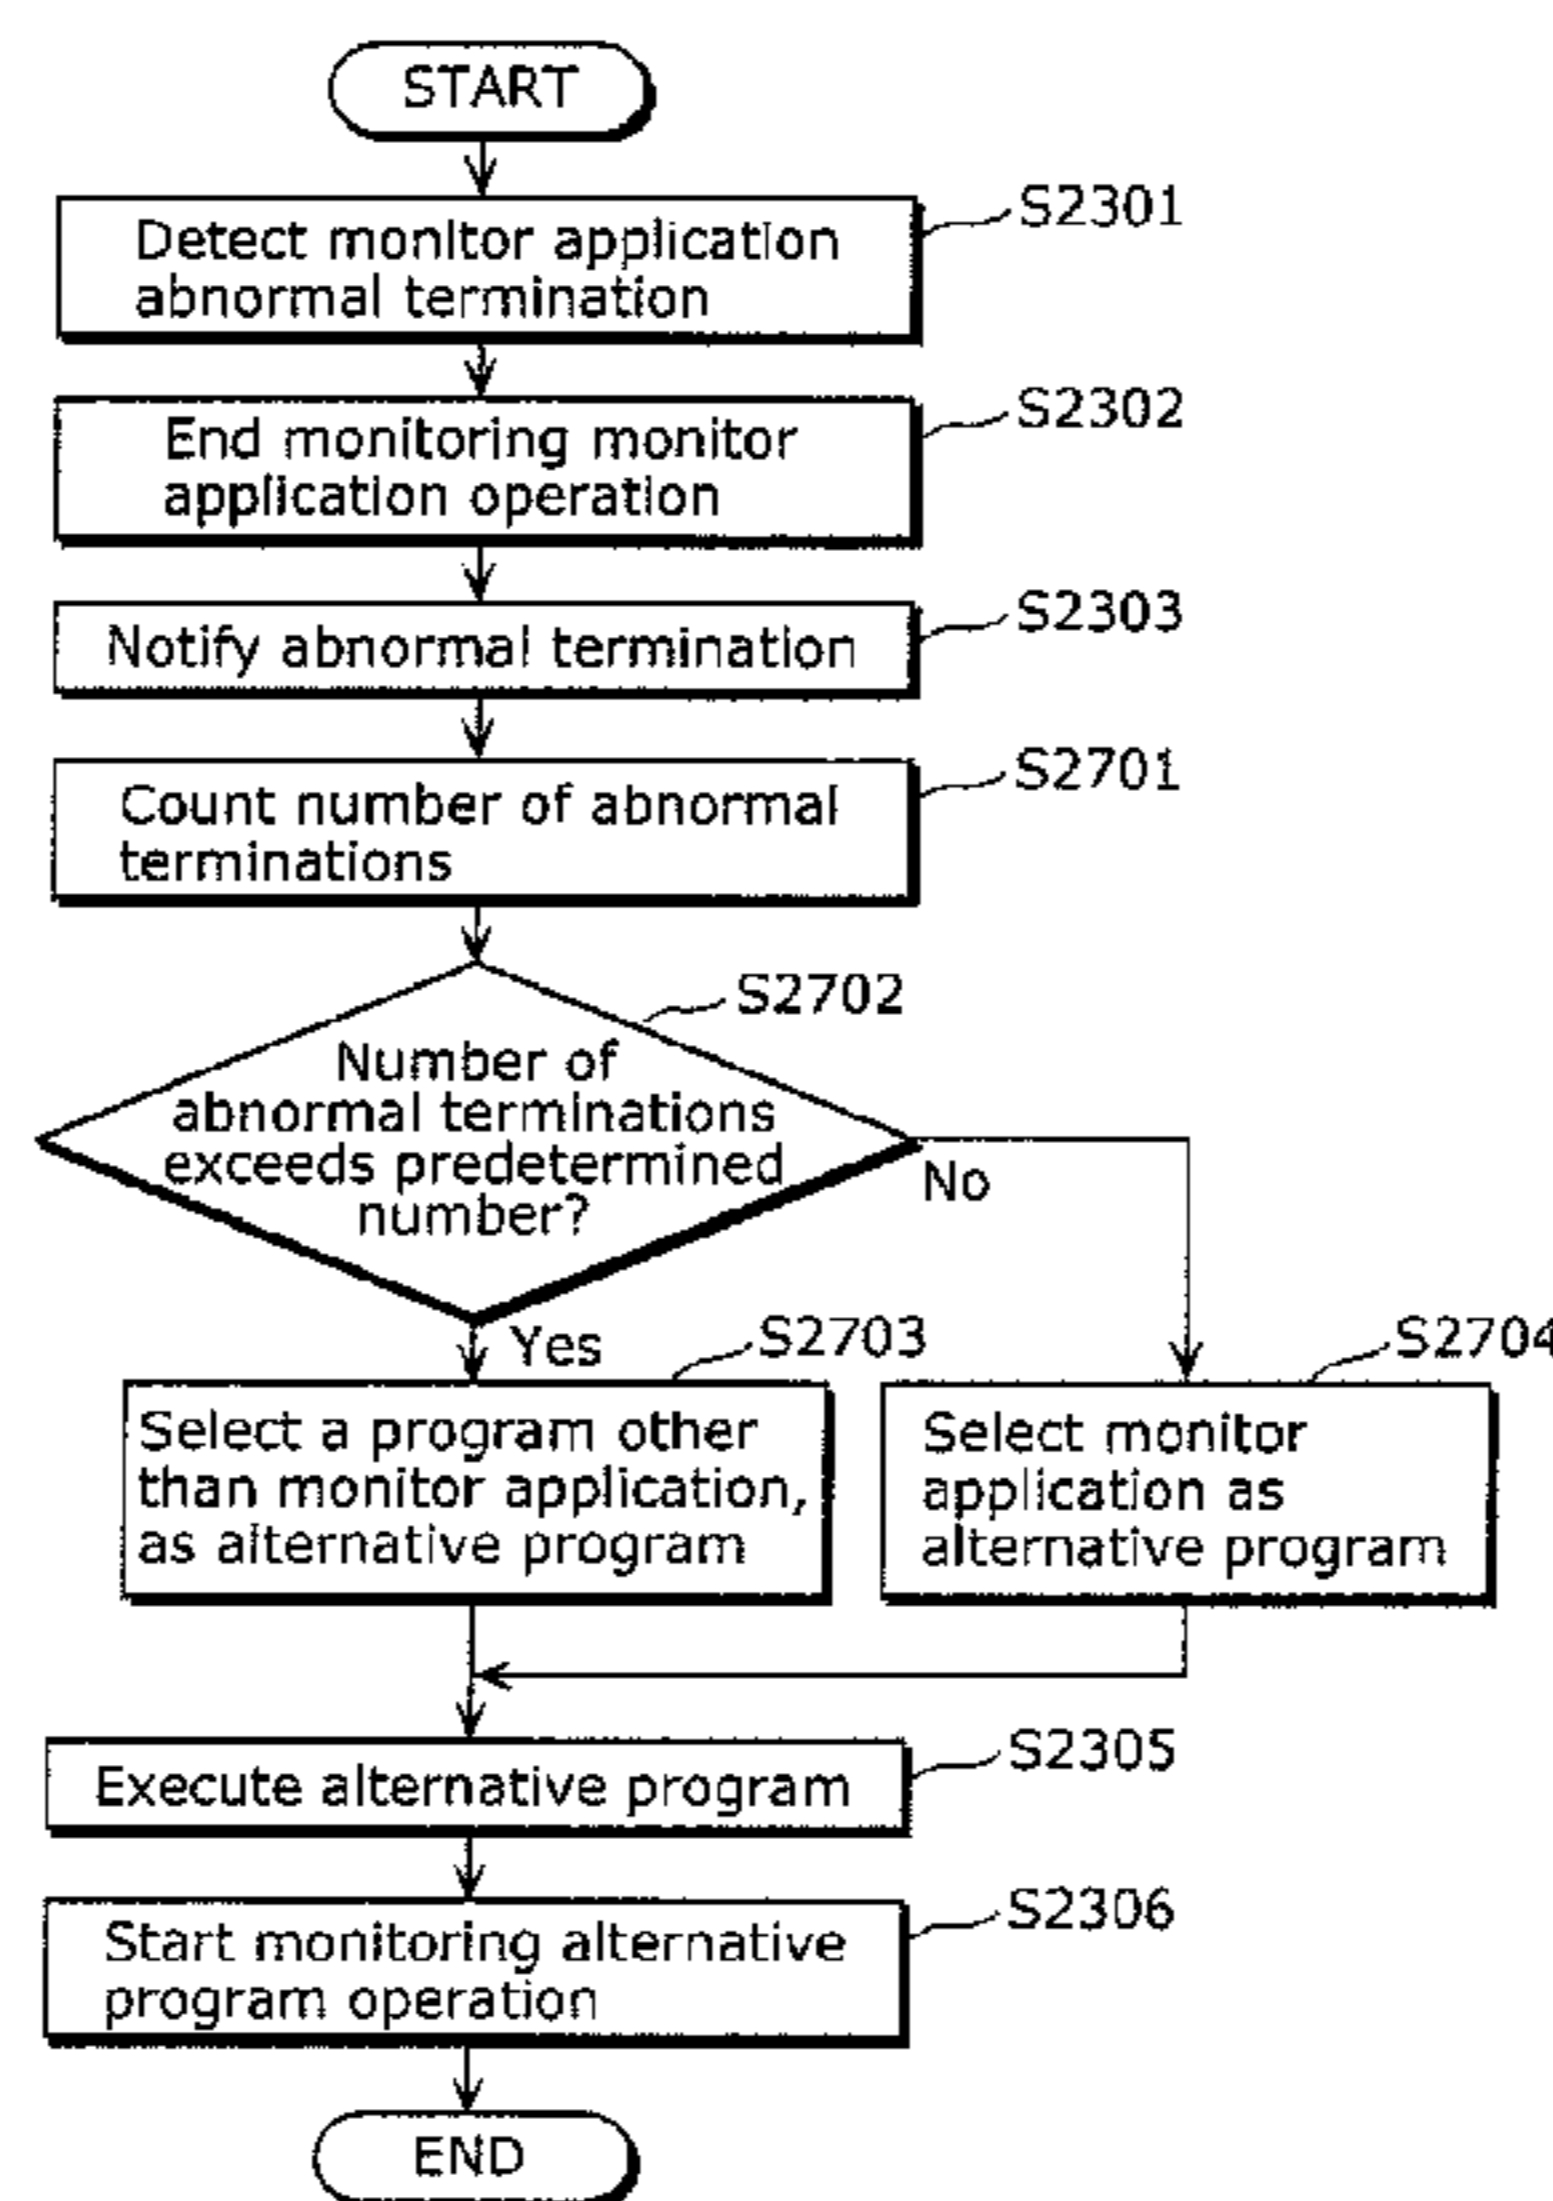 START
S2301
Detect monitor application
abnormal termination
S2302
End monitoring monitor
application operation
S2303
Notify abnormal termination
S2701
Count number of abnormal
terminations
S2702
Number of
abnormal terminations
exceeds predetermined
number?
No
Yes
S2703
S2704
Select a program other
than monitor application,
as alternative program
Select monitor
application as
alternative program
S2305
Execute alternative program
S2306
Start monitoring alternative
program operation
END